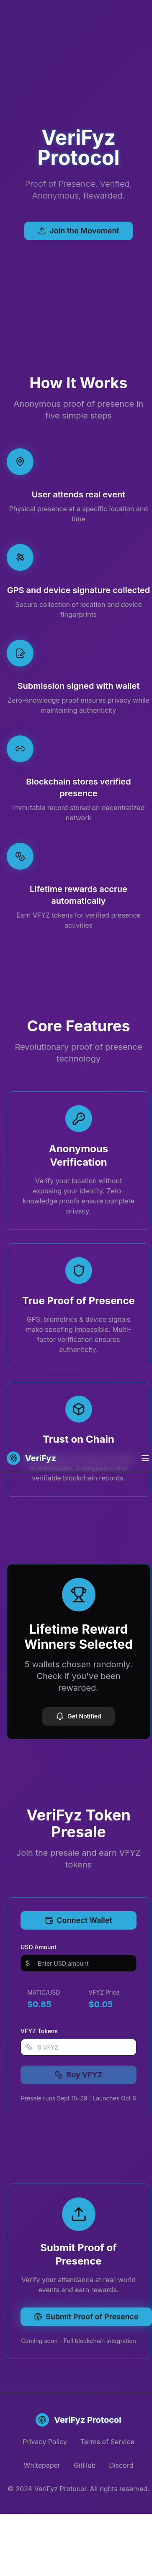 VeriFyz
Protocol
Proof of Presence. Verified,
Anonymous, Rewarded.
Join the Movement
How It Works
Anonymous proof of presence in
five simple steps
User attends real event
Physical presence at a specific location and
time
GPS and device signature collected
Secure collection of location and device
fingerprints
Submission signed with wallet
Zero-knowledge proof ensures privacy while
maintaining authenticity
Blockchain stores verified
presence
Immutable record stored on decentralized
network
Lifetime rewards accrue
automatically
Earn VFYZ tokens for verified presence
activities
Core Features
Revolutionary proof of presence
technology
Anonymous
Verification
Verify your location without
exposing your identity. Zero-
knowledge proofs ensure complete
privacy.
True Proof of Presence
GPS, biometrics & device signals
make spoofing impossible. Multi-
factor verification ensures
authenticity.
Trust on Chain
VeriFyz
verifiable blockchain records.
Lifetime Reward
Winners Selected
5 wallets chosen randomly.
Check if you've been
rewarded.
Get Notified
VeriFyz Token
Presale
Join the presale and earn VFYZ
tokens
Connect Wallet
USD Amount
$ Enter USD amount
MATIC/USD VFYZ Price
$0.85 $0.05
VFYZ Tokens
0 VFYZ
Buy VFYZ
Presale runs Sept 15–29 | Launches Oct 6
Submit Proof of
Presence
Verify your attendance at real-world
events and earn rewards.
Submit Proof of Presence
Coming soon - Full blockchain integration
VeriFyz Protocol
Privacy Policy Terms of Service
Whitepaper GitHub Discord
© 2024 VeriFyz Protocol. All rights reserved.